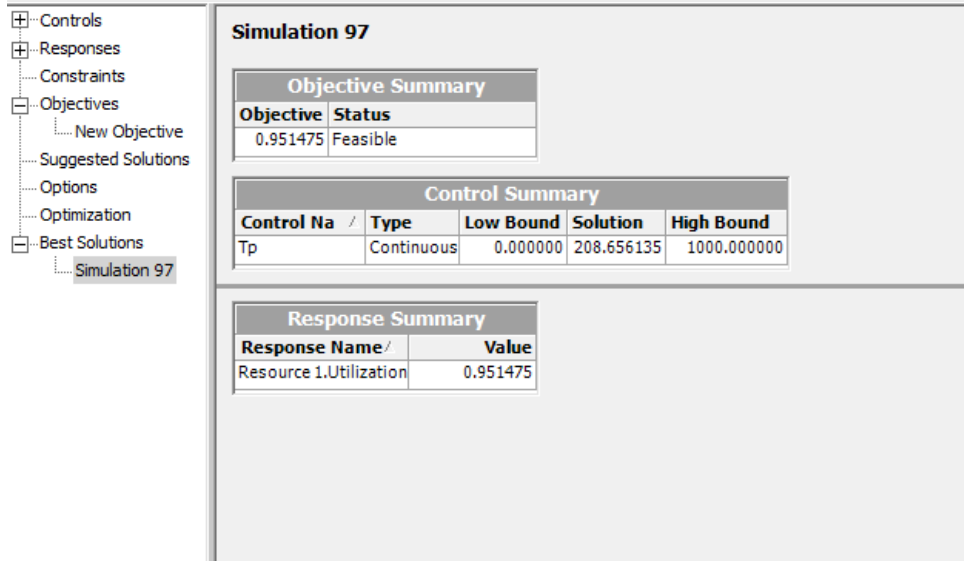 Controls
Responses
Constraints
Objectives
New Objective
Suggested Solutions
Options
Optimization
Best Solutions
Simulation 97
Simulation 97
Objective Summary
Objective Status
0.951475 Feasible
Control Summary
Control Na Type Low Bound Solution High Bound
Tp Continuous 0.000000 208.656135 1000.000000
Response Summary
Response Name Value
Resource 1.Utilization 0.951475